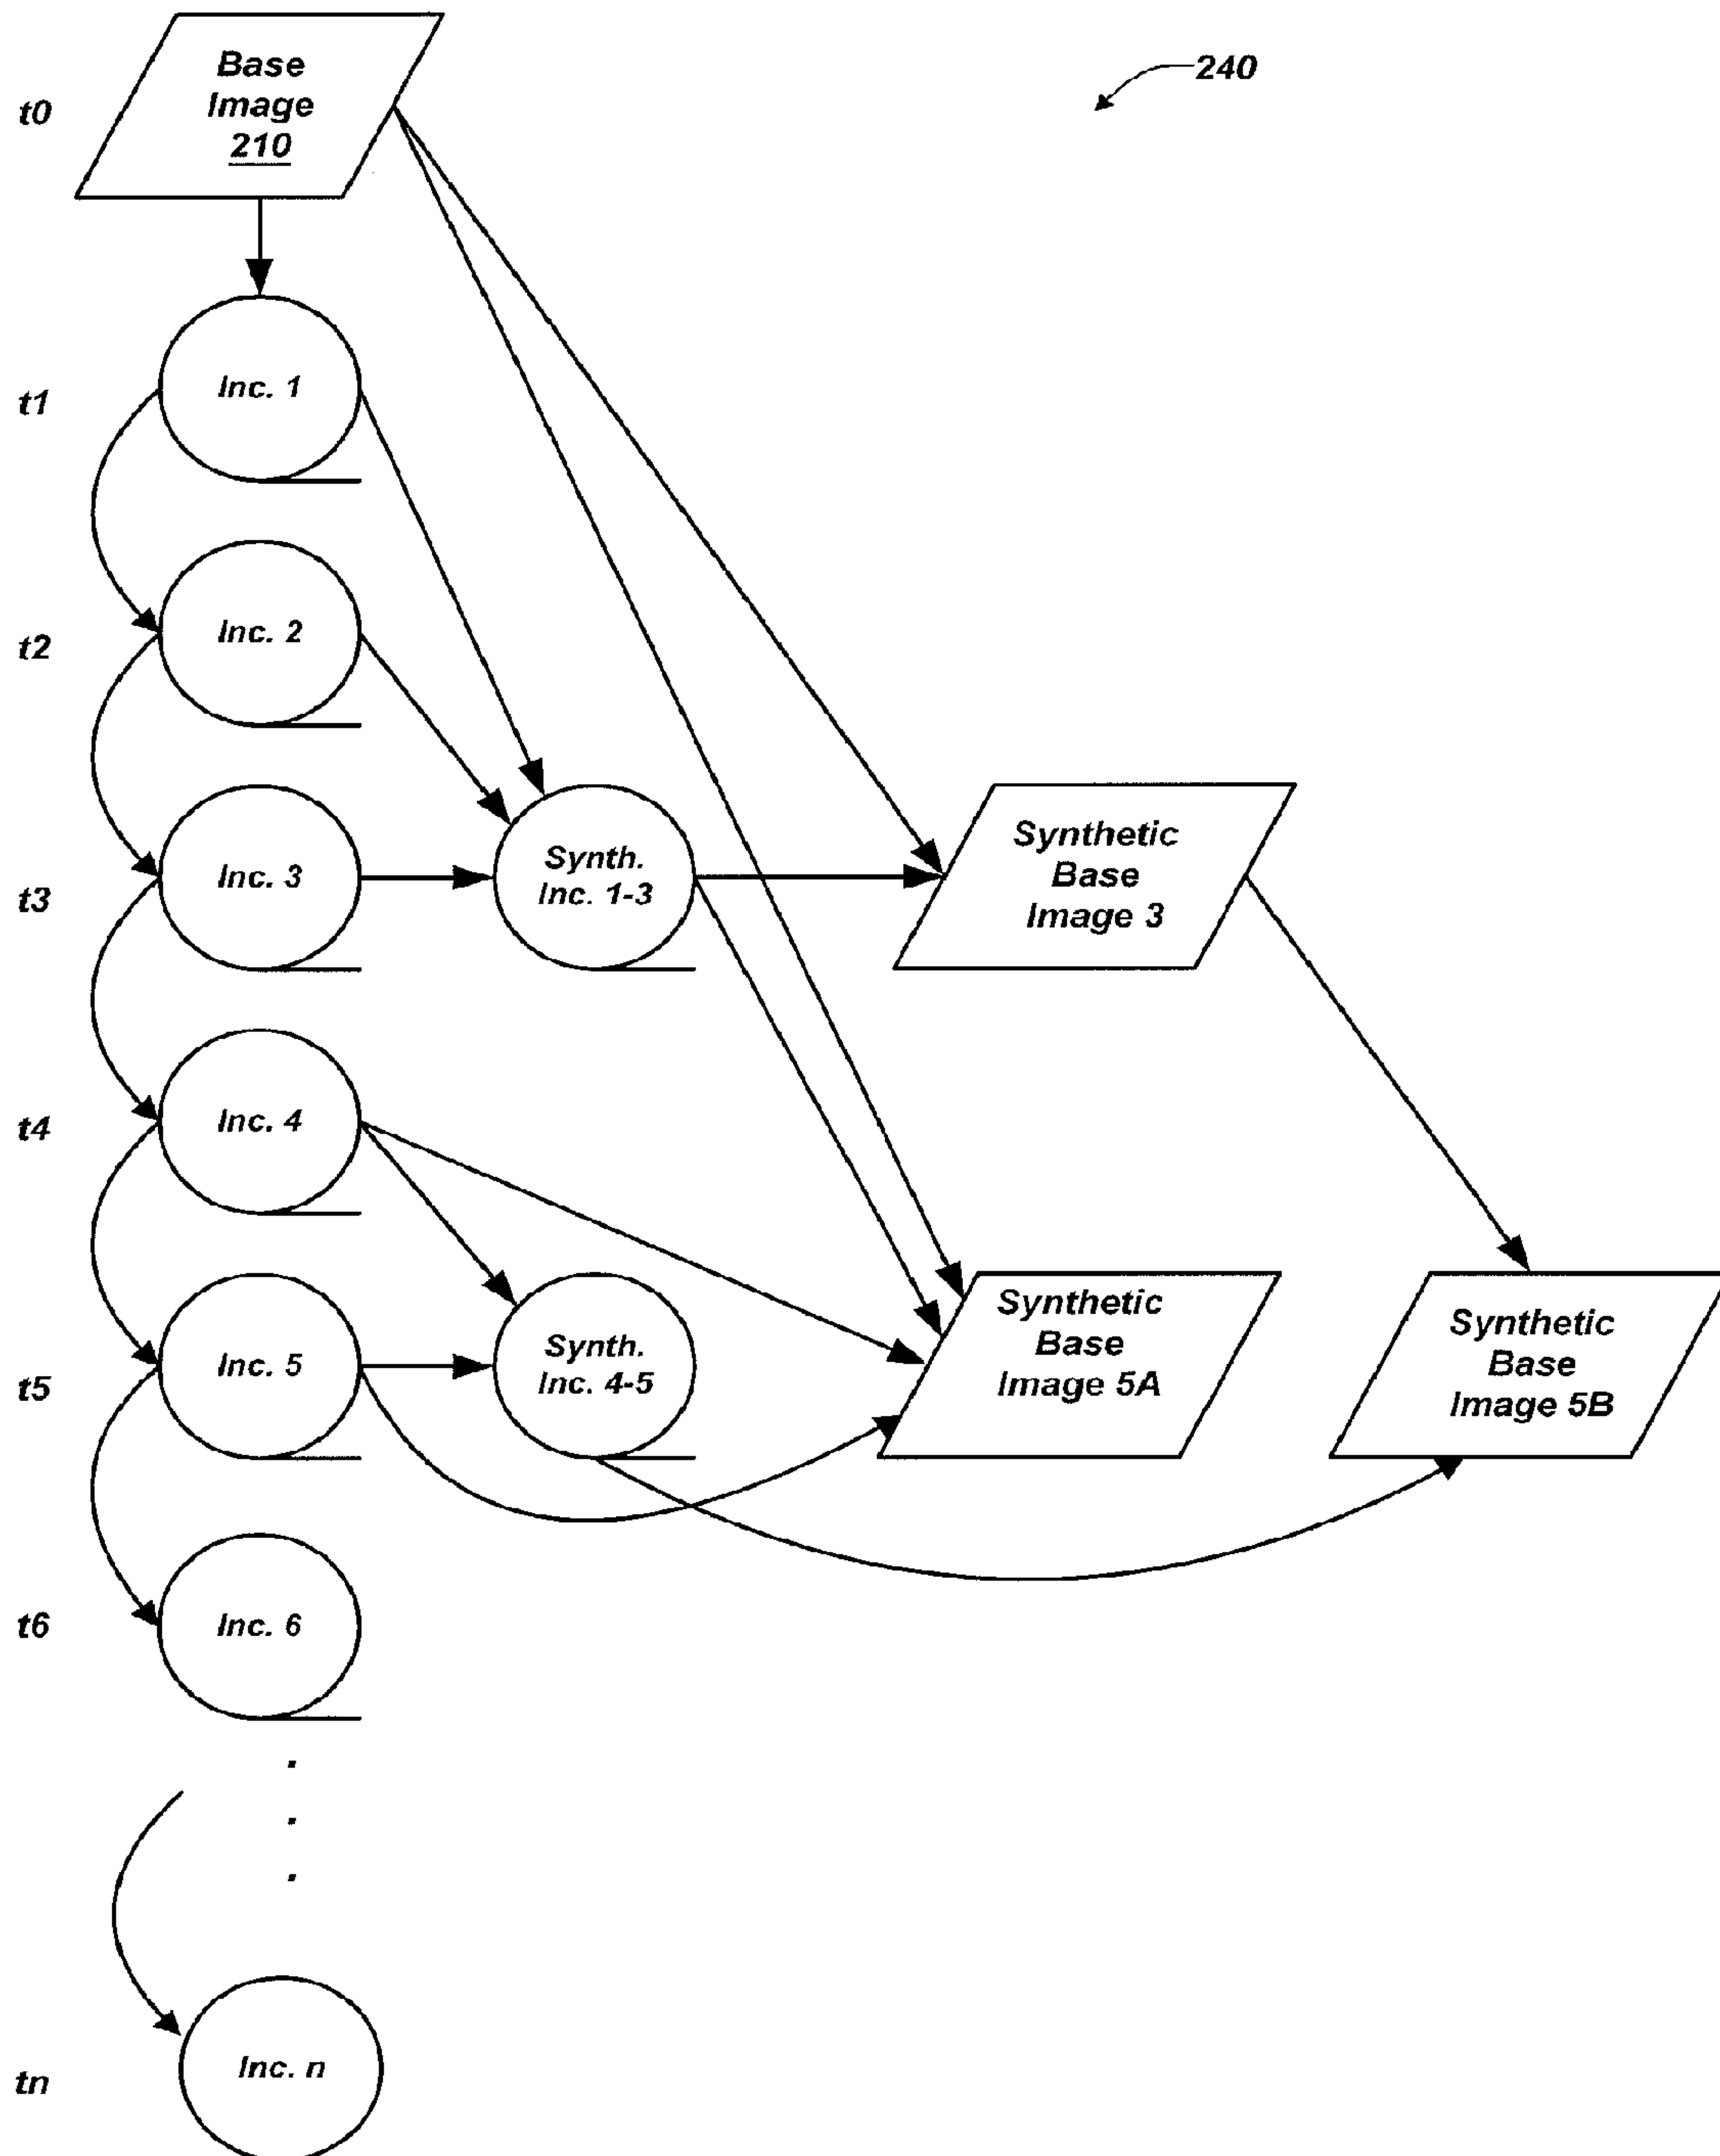 240
t0
Base
Image
210
t1
Inc. 1
t2
Inc. 2
t3
Inc. 3
Synth.
Inc. 1-3
Synthetic
Base
Image 3
t4
Inc. 4
t5
Inc. 5
Synth.
Inc. 4-5
Synthetic
Base
Image 5A
Synthetic
Base
Image 5B
t6
Inc. 6
.
.
.
tn
Inc. n